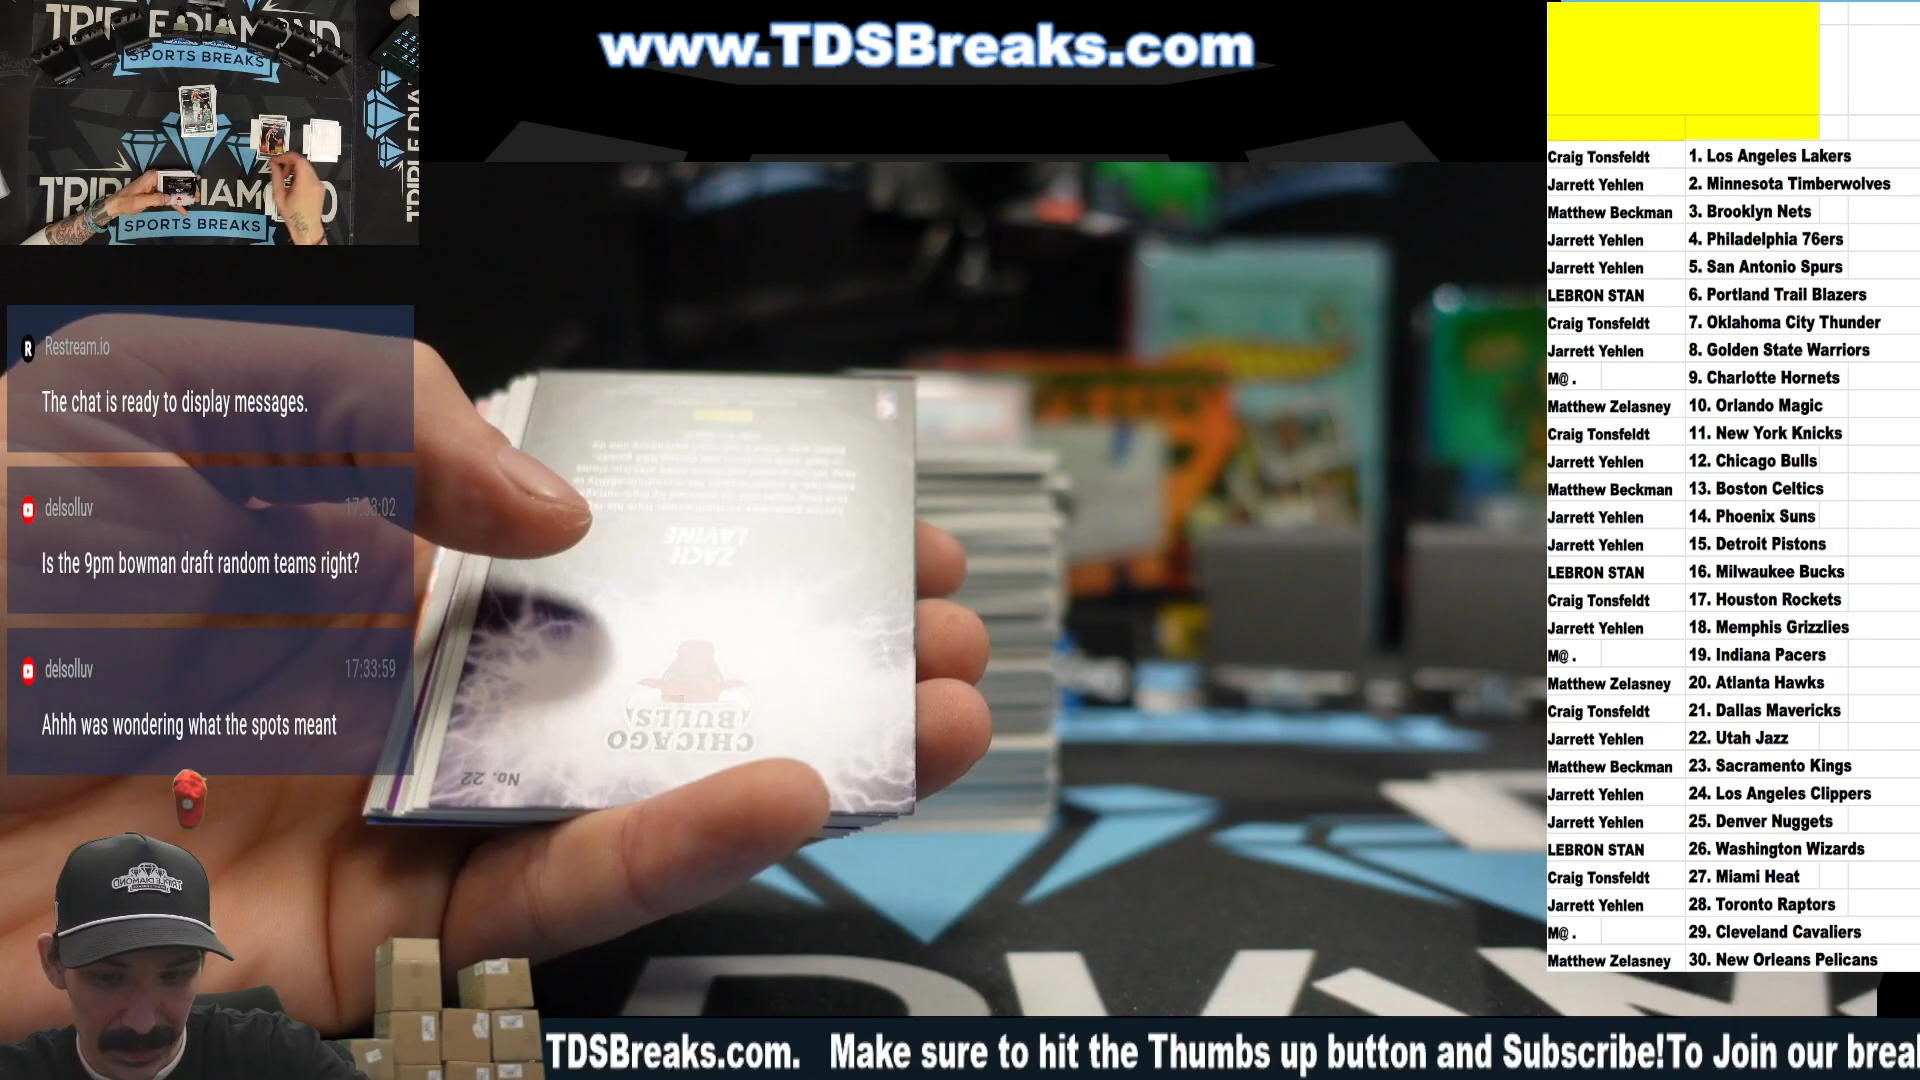 www.TDSBreaks.com
SPORTS BREAKS
TRIPLE DIAMOND
SPORTS BREAKS
Restream.io
The chat is ready to display messages.
delsolluv 17:33:02
Is the 9pm bowman draft random teams right?
delsolluv 17:33:59
Ahhh was wondering what the spots meant
ZACH
LAVINE
CHICAGO
BULLS
No. 22
TRIPLE DIAMOND
Craig Tonsfeldt 1. Los Angeles Lakers
Jarrett Yehlen 2. Minnesota Timberwolves
Matthew Beckman 3. Brooklyn Nets
Jarrett Yehlen 4. Philadelphia 76ers
Jarrett Yehlen 5. San Antonio Spurs
LEBRON STAN 6. Portland Trail Blazers
Craig Tonsfeldt 7. Oklahoma City Thunder
Jarrett Yehlen 8. Golden State Warriors
M@ . 9. Charlotte Hornets
Matthew Zelasney 10. Orlando Magic
Craig Tonsfeldt 11. New York Knicks
Jarrett Yehlen 12. Chicago Bulls
Matthew Beckman 13. Boston Celtics
Jarrett Yehlen 14. Phoenix Suns
Jarrett Yehlen 15. Detroit Pistons
LEBRON STAN 16. Milwaukee Bucks
Craig Tonsfeldt 17. Houston Rockets
Jarrett Yehlen 18. Memphis Grizzlies
M@ . 19. Indiana Pacers
Matthew Zelasney 20. Atlanta Hawks
Craig Tonsfeldt 21. Dallas Mavericks
Jarrett Yehlen 22. Utah Jazz
Matthew Beckman 23. Sacramento Kings
Jarrett Yehlen 24. Los Angeles Clippers
Jarrett Yehlen 25. Denver Nuggets
LEBRON STAN 26. Washington Wizards
Craig Tonsfeldt 27. Miami Heat
Jarrett Yehlen 28. Toronto Raptors
M@ . 29. Cleveland Cavaliers
Matthew Zelasney 30. New Orleans Pelicans
TDSBreaks.com. Make sure to hit the Thumbs up button and Subscribe!To Join our brea